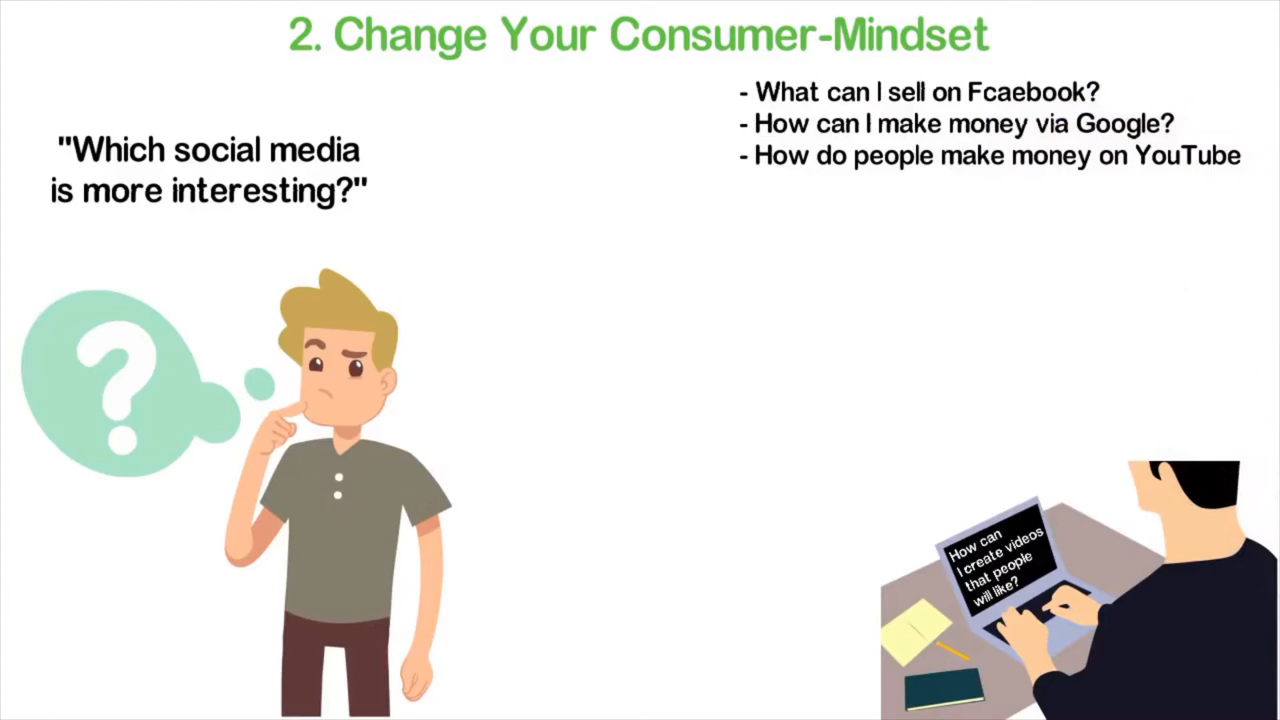 2. Change Your Consumer-Mindset
"Which social media
is more interesting?"
- What can I sell on Fcaebook?
- How can I make money via Google?
- How do people make money on YouTube
?
How can
I create videos
that people
will like?